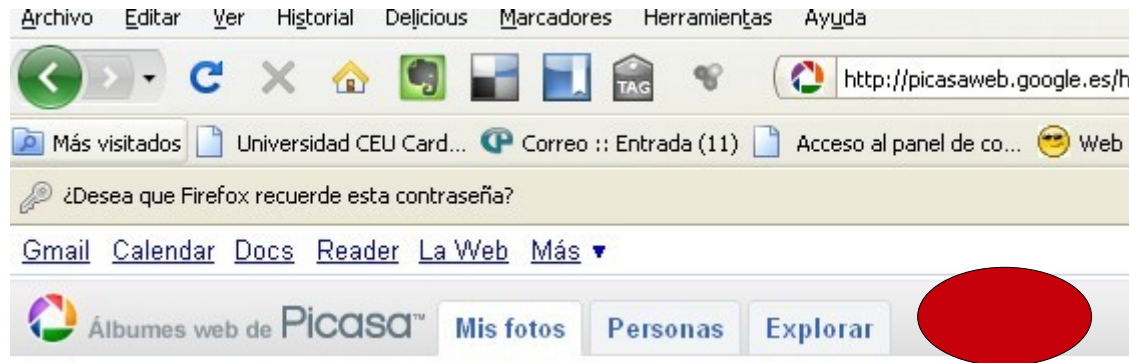 Archivo Editar Ver Historial Delicious Marcadores Herramientas Ayuda
TAG http://picasaweb.google.es/h
Más visitados Universidad CEU Card... Correo :: Entrada (11) Acceso al panel de co... Web
¿Desea que Firefox recuerde esta contraseña?
Gmail Calendar Docs Reader La Web Más ▼
Álbumes web de Picasa™ Mis fotos Personas Explorar